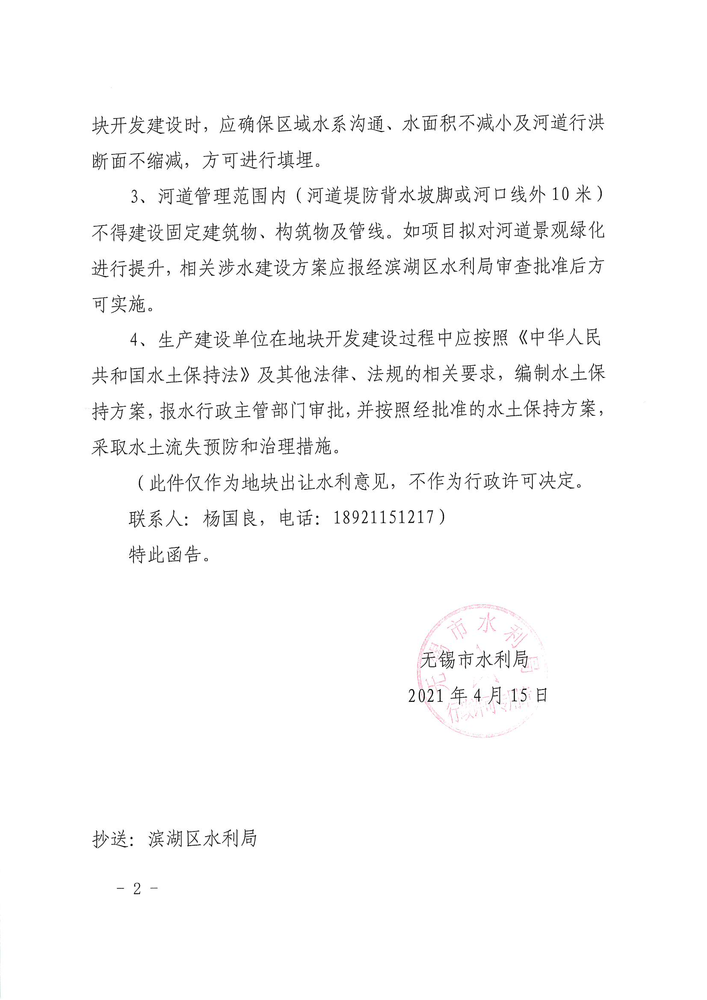 块开发建设时，应确保区域水系沟通、水面积不减小及河道行洪
断面不缩减，方可进行填埋。
3、河道管理范围内（河道堤防背水坡脚或河口线外10米）
不得建设固定建筑物、构筑物及管线。如项目拟对河道景观绿化
进行提升，相关涉水建设方案应报经滨湖区水利局审查批准后方
可实施。
4、生产建设单位在地块开发建设过程中应按照《中华人民
共和国水土保持法》及其他法律、法规的相关要求，编制水土保
持方案，报水行政主管部门审批，并按照经批准的水土保持方案，
采取水土流失预防和治理措施。
（此件仅作为地块出让水利意见，不作为行政许可决定。
联系人：杨国良，电话：18921151217）
特此函告。
无锡市水利局
无锡市水利局
2021年4月15日
行政许可专用章
抄送：滨湖区水利局
- 2 -